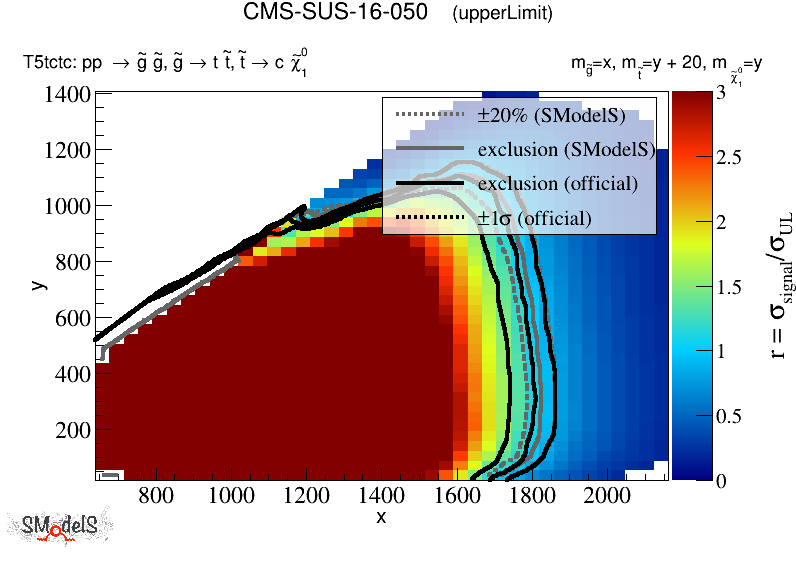 CMS-SUS-16-050 (upperLimit)
T5tctc: pp → g̃ g̃, g̃ → t t̃, t̃ → c χ̃₁⁰ m_g̃=x, m_t̃=y + 20, m_χ̃₁⁰=y
±20% (SModelS)
exclusion (SModelS)
exclusion (official)
±1σ (official)
1400
1200
1000
800
600
400
200
y
800 1000 1200 1400 1600 1800 2000
x
3
2.5
2
1.5
1
0.5
0
r = σ_signal/σ_UL
SModelS